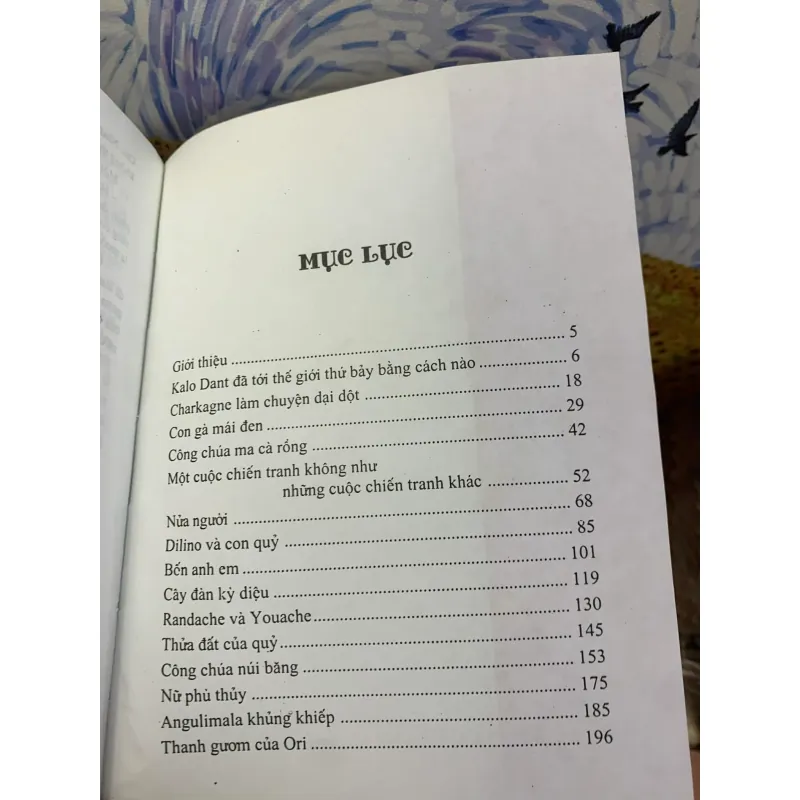 MỤC LỤC
Giới thiệu ........ 5
Kalo Dant đã tới thế giới thứ bảy bằng cách nào ........ 6
Charkagne làm chuyện dại dột ........ 18
Con gà mái đen ........ 29
Công chúa ma cà rồng ........ 42
Một cuộc chiến tranh không như
những cuộc chiến tranh khác ........ 52
Nửa người ........ 68
Dilino và con quỷ ........ 85
Bến anh em ........ 101
Cây đàn kỳ diệu ........ 119
Randache và Youache ........ 130
Thửa đất của quỷ ........ 145
Công chúa núi băng ........ 153
Nữ phù thủy ........ 175
Angulimala khủng khiếp ........ 185
Thanh gươm của Ori ........ 196